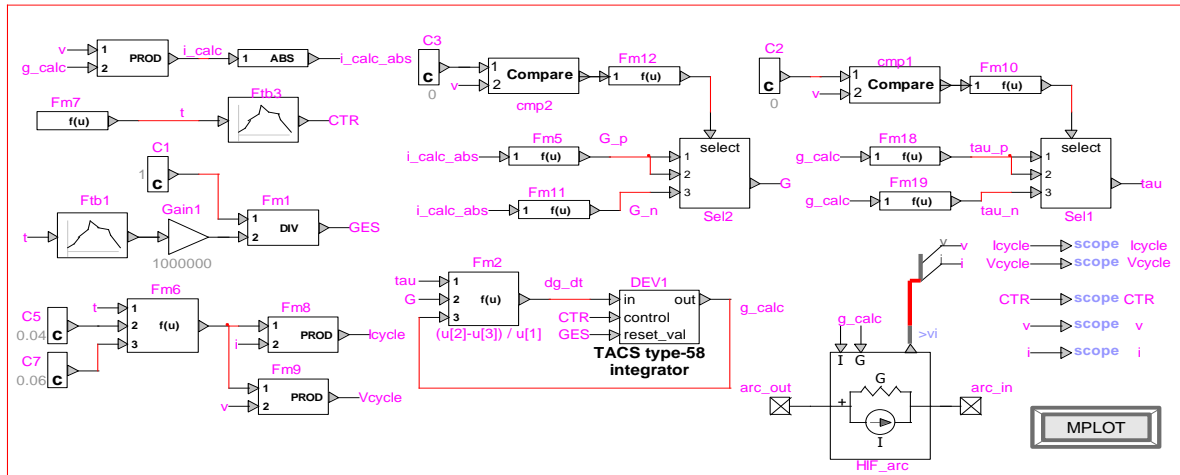 v
g_calc
1
2
PROD
i_calc
1
ABS
i_calc_abs
Fm7
f(u)
t
Ftb3
CTR
C1
C
1
Ftb1
t
Gain1
1000000
Fm1
1
2
DIV
GES
C5
C
0.04
C7
C
0.06
t
Fm6
1
2
3
f(u)
Fm8
1
2
PROD
i
Icycle
Fm9
1
2
PROD
v
Vcycle
C3
C
0
v
1
2
Compare
cmp2
Fm12
1
f(u)
i_calc_abs
Fm5
1
f(u)
G_p
i_calc_abs
Fm11
1
f(u)
G_n
select
1
2
3
Sel2
G
C2
C
0
v
cmp1
1
2
Compare
Fm10
1
f(u)
g_calc
Fm18
1
f(u)
tau_p
g_calc
Fm19
1
f(u)
tau_n
select
1
2
3
Sel1
tau
tau
G
Fm2
1
2
3
f(u)
(u[2]-u[3]) / u[1]
dg_dt
CTR
GES
DEV1
in
out
control
reset_val
TACS type-58
integrator
g_calc
v
i
v
i
>vi
g_calc
I
G
arc_out
+
G
I
arc_in
HIF_arc
Icycle scope Icycle
Vcycle scope Vcycle
CTR scope CTR
v scope v
i scope i
MPLOT